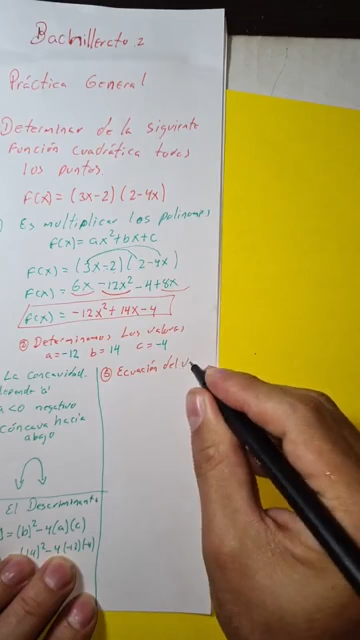 Bachillerato 2
Práctica General
Determinar de la siguiente
función cuadrática todos
los puntos
f(x) = (3x-2)(2-4x)
Es multiplicar los polinomios
f(x) = ax²+bx+c
f(x) = (3x-2)(2-4x)
f(x) = 6x -12x² -4+8x
f(x) = -12x²+14x-4
② Determinamos los valores
a=-12 b=14 c=-4
La concavidad.
depende "a"
a<0 negativo
cóncava hacia
abajo
El Discriminante
=(b)²-4(a)(c)
(14)²-4(-12)(-4)
⑥ Ecuación del